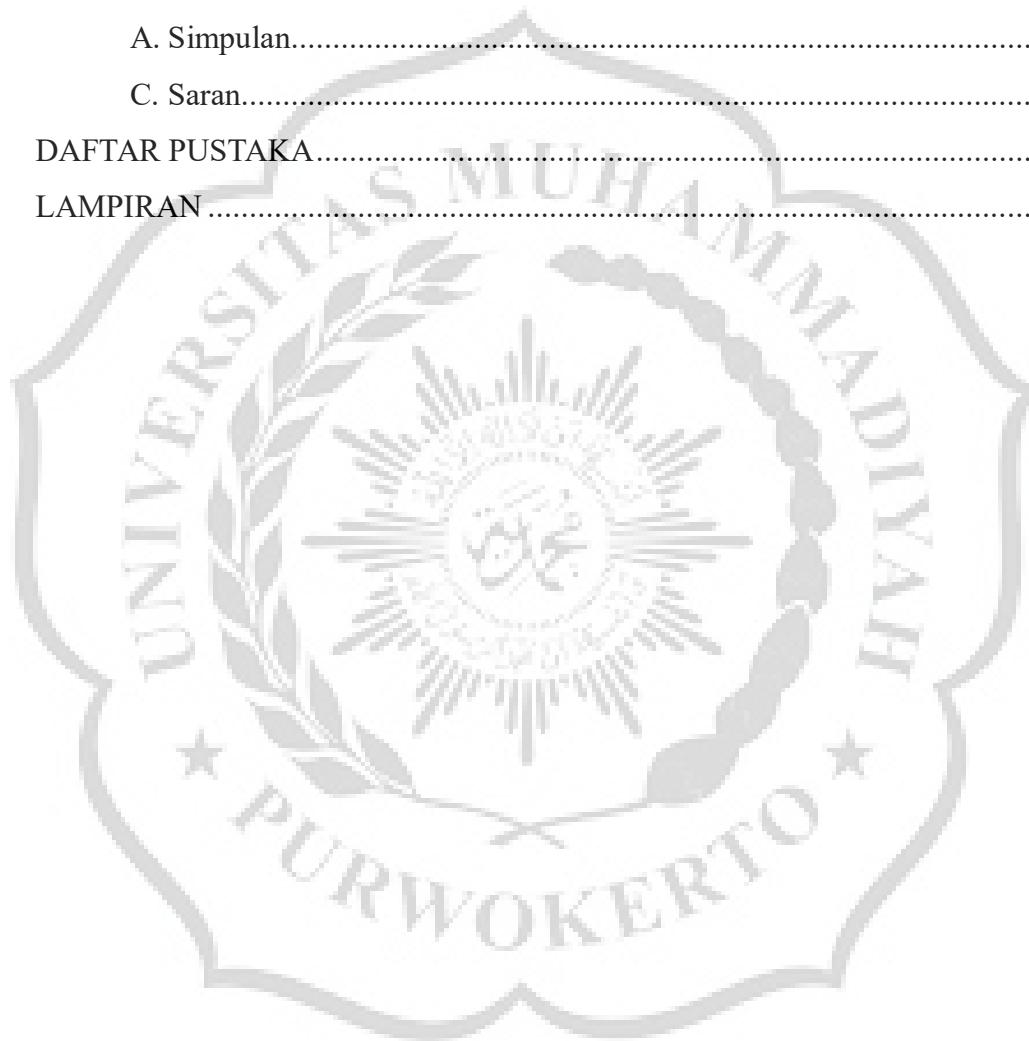 A. Simpulan................................................................................
C. Saran................................................................................
DAFTAR PUSTAKA................................................................................
LAMPIRAN................................................................................
UNIVERSITAS MUHAMMADIYAH
PURWOKERTO